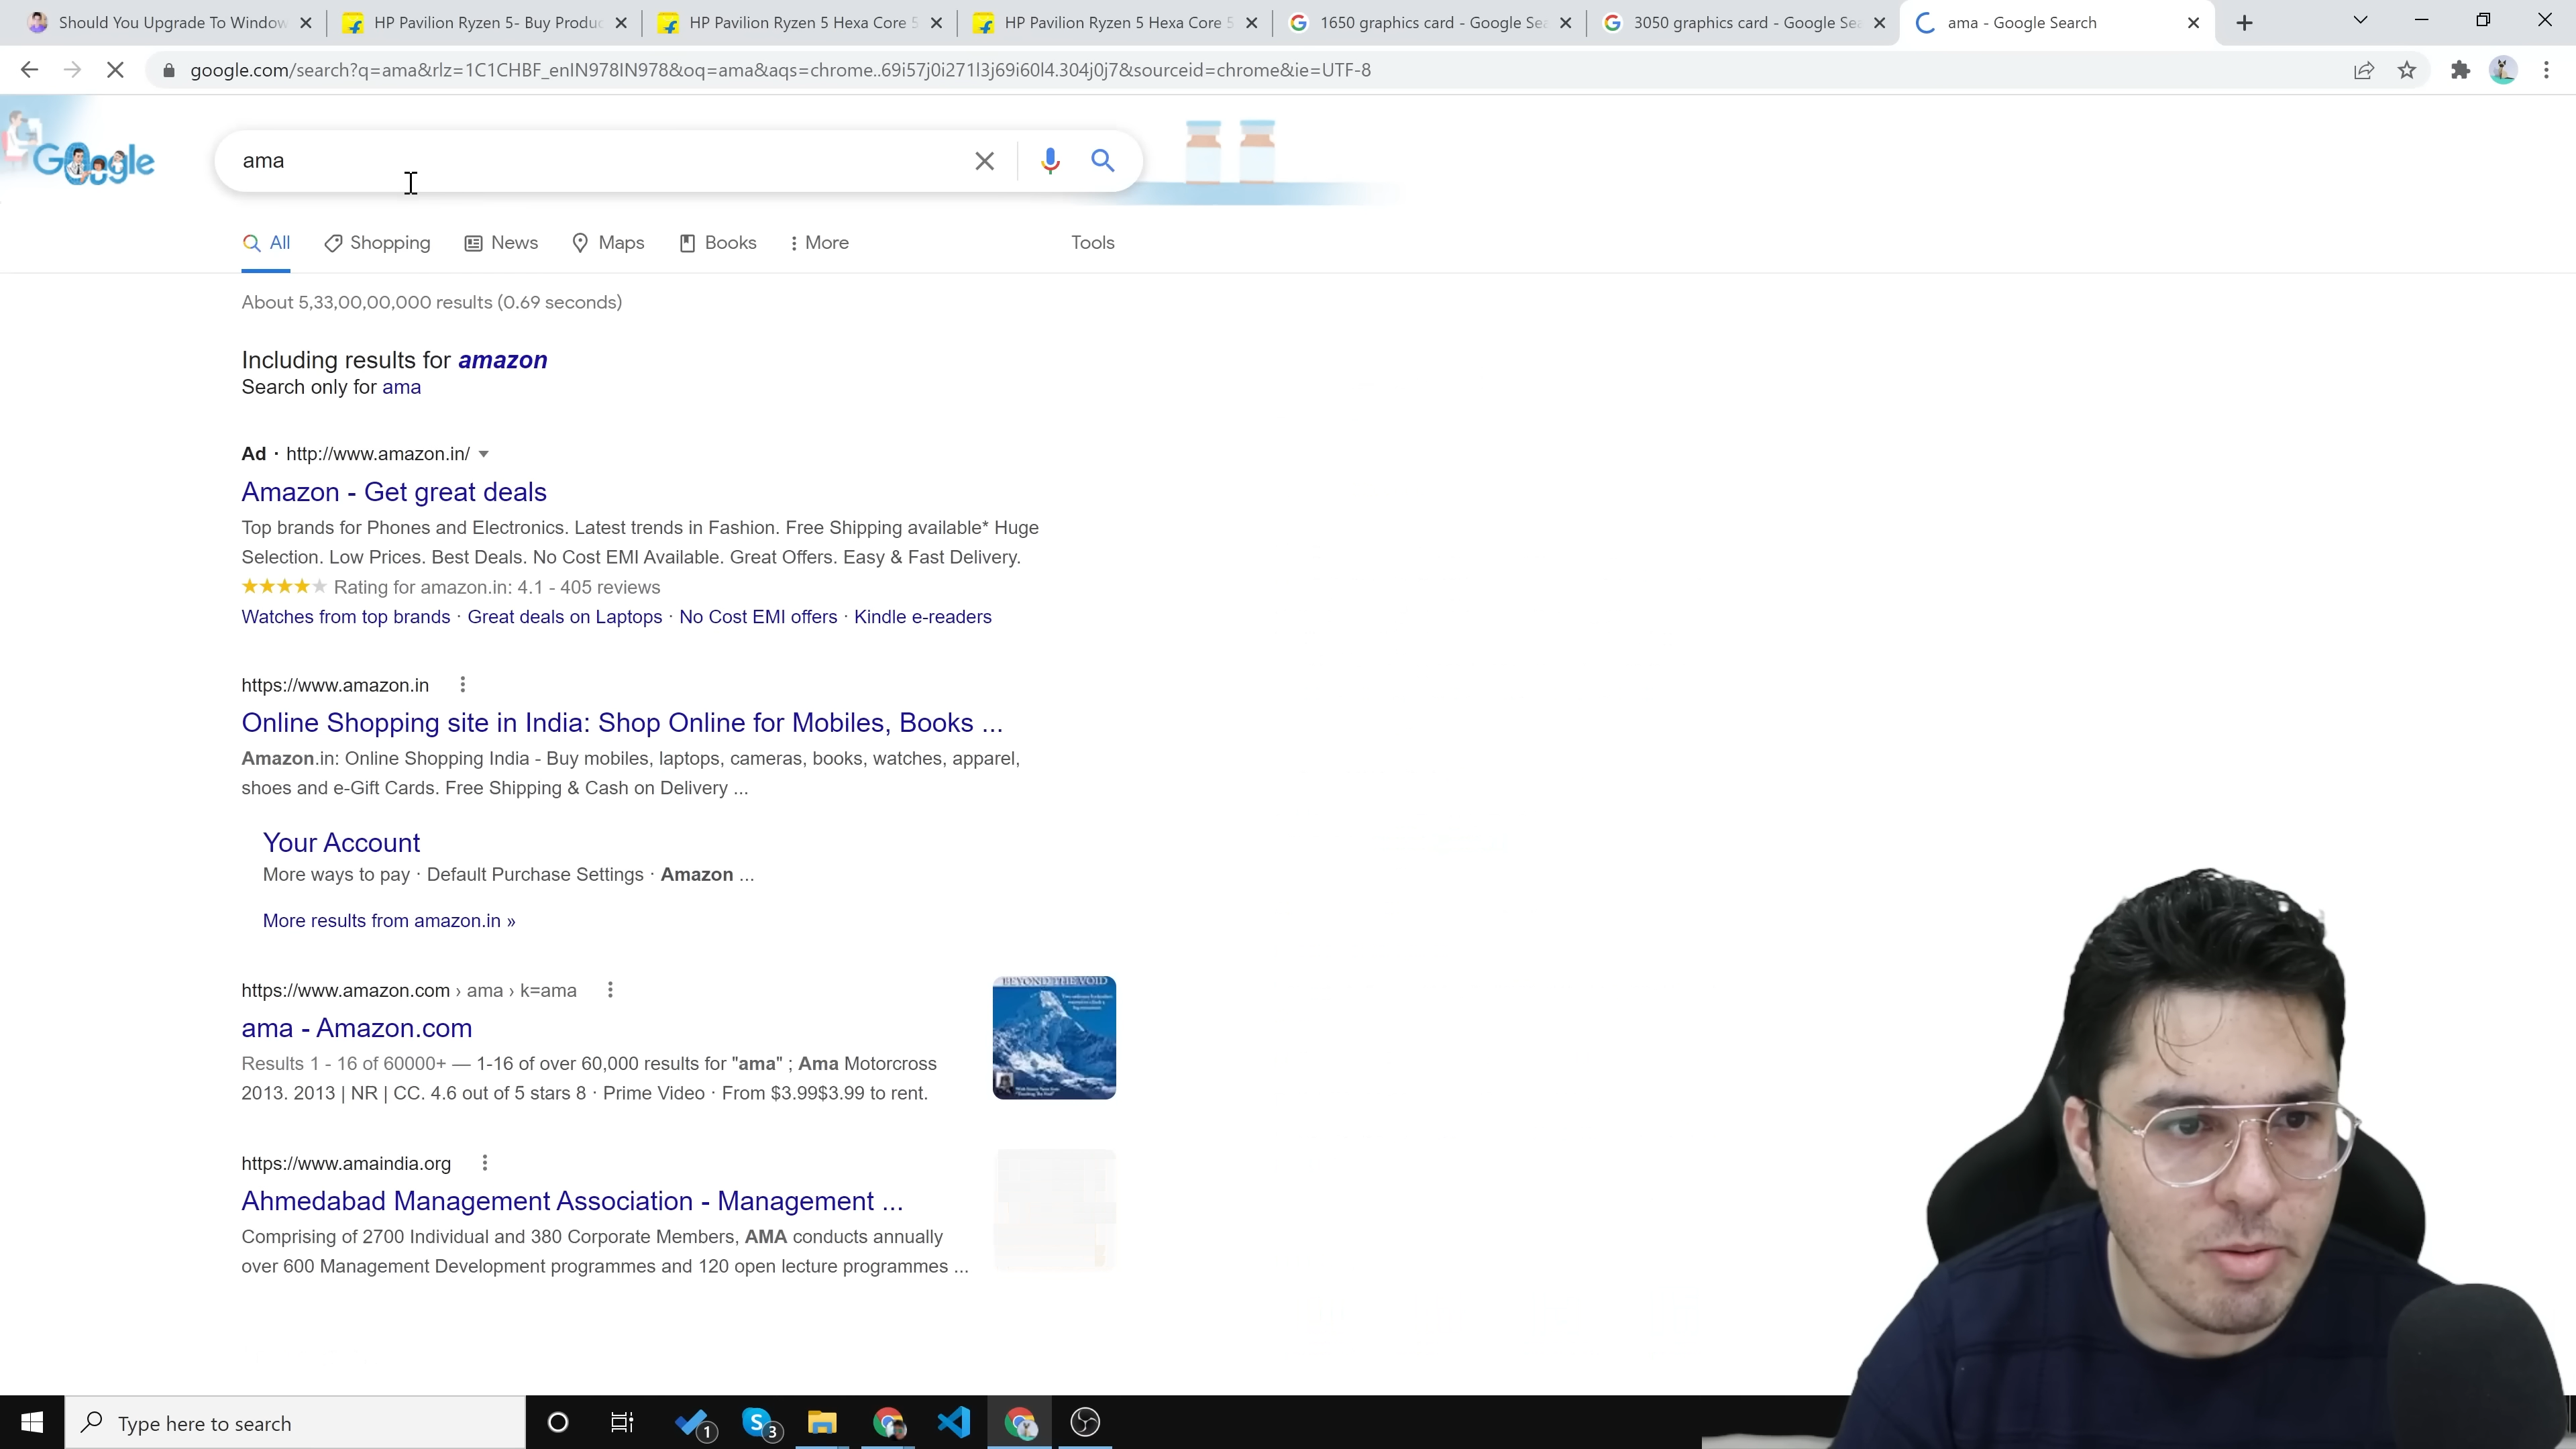 Should You Upgrade To Window
HP Pavilion Ryzen 5- Buy Produc
HP Pavilion Ryzen 5 Hexa Core 5
HP Pavilion Ryzen 5 Hexa Core 5
1650 graphics card - Google Sea
3050 graphics card - Google Sea
ama - Google Search
google.com/search?q=ama&rlz=1C1CHBF_enIN978IN978&oq=ama&aqs=chrome..69i57j0i271l3j69i60l4.304j0j7&sourceid=chrome&ie=UTF-8
Google
ama
All
Shopping
News
Maps
Books
More
Tools
About 5,33,00,00,000 results (0.69 seconds)
Including results for amazon
Search only for ama
Ad · http://www.amazon.in/
Amazon - Get great deals
Top brands for Phones and Electronics. Latest trends in Fashion. Free Shipping available* Huge
Selection. Low Prices. Best Deals. No Cost EMI Available. Great Offers. Easy & Fast Delivery.
Rating for amazon.in: 4.1 - 405 reviews
Watches from top brands · Great deals on Laptops · No Cost EMI offers · Kindle e-readers
https://www.amazon.in
Online Shopping site in India: Shop Online for Mobiles, Books ...
Amazon.in: Online Shopping India - Buy mobiles, laptops, cameras, books, watches, apparel,
shoes and e-Gift Cards. Free Shipping & Cash on Delivery ...
Your Account
More ways to pay · Default Purchase Settings · Amazon ...
More results from amazon.in »
https://www.amazon.com › ama › k=ama
ama - Amazon.com
Results 1 - 16 of 60000+ — 1-16 of over 60,000 results for "ama" ; Ama Motorcross
2013. 2013 | NR | CC. 4.6 out of 5 stars 8 · Prime Video · From $3.99$3.99 to rent.
BEYOND THE VOID
https://www.amaindia.org
Ahmedabad Management Association - Management ...
Comprising of 2700 Individual and 380 Corporate Members, AMA conducts annually
over 600 Management Development programmes and 120 open lecture programmes ...
Type here to search
1
S
3